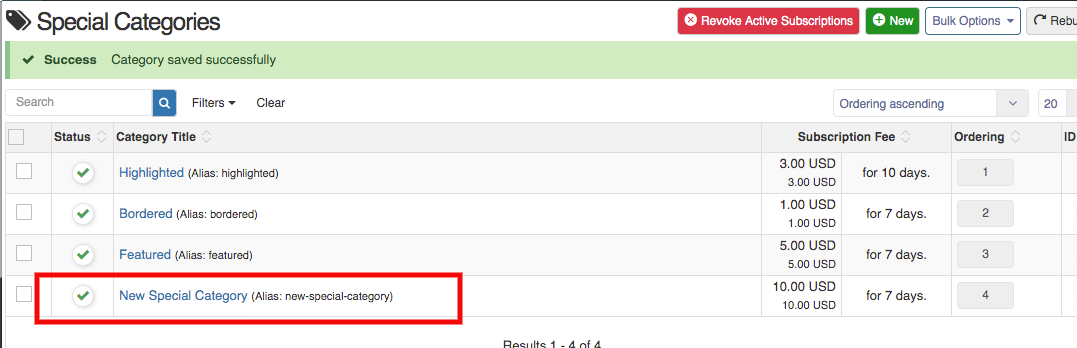 Special Categories
Revoke Active Subscriptions
New
Bulk Options
Rebu
Success Category saved successfully
Search
Filters
Clear
Ordering ascending
20
Status Category Title Subscription Fee Ordering ID
Highlighted (Alias: highlighted) 3.00 USD for 10 days. 1
3.00 USD
Bordered (Alias: bordered) 1.00 USD for 7 days. 2
1.00 USD
Featured (Alias: featured) 5.00 USD for 7 days. 3
5.00 USD
New Special Category (Alias: new-special-category) 10.00 USD for 7 days. 4
10.00 USD
Results 1 - 4 of 4